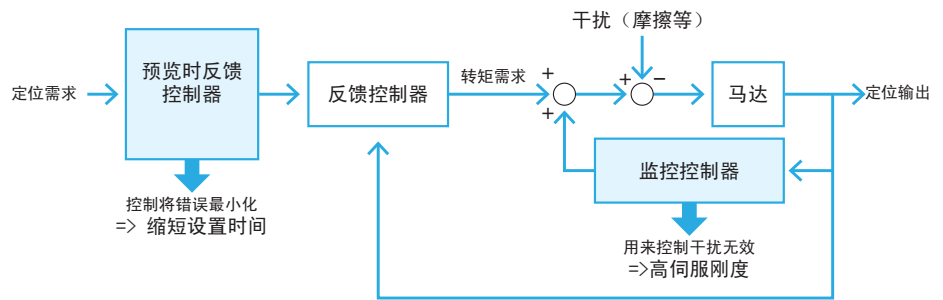 干扰（摩擦等）
定位需求
预览时反馈
控制器
反馈控制器
转矩需求
+
+
+
−
马达
定位输出
监控控制器
控制将错误最小化
=> 缩短设置时间
用来控制干扰无效
=>高伺服刚度